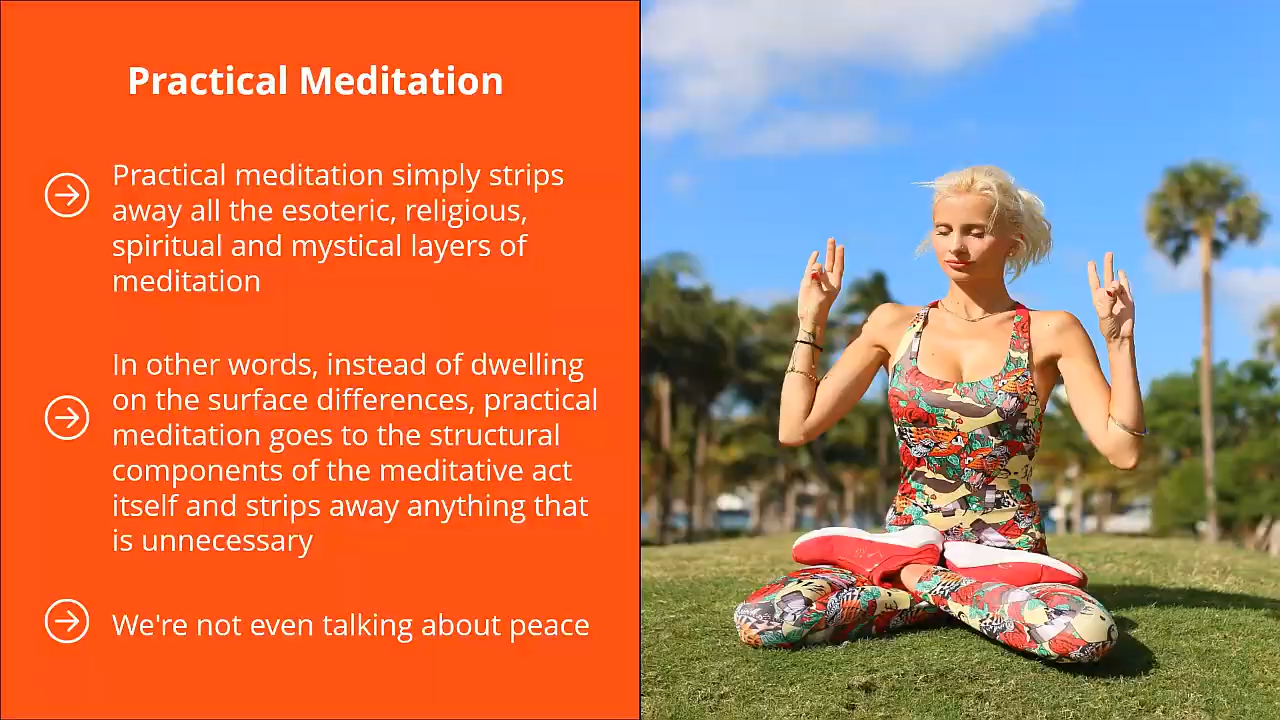 Practical Meditation
Practical meditation simply strips
away all the esoteric, religious,
spiritual and mystical layers of
meditation
In other words, instead of dwelling
on the surface differences, practical
meditation goes to the structural
components of the meditative act
itself and strips away anything that
is unnecessary
We're not even talking about peace